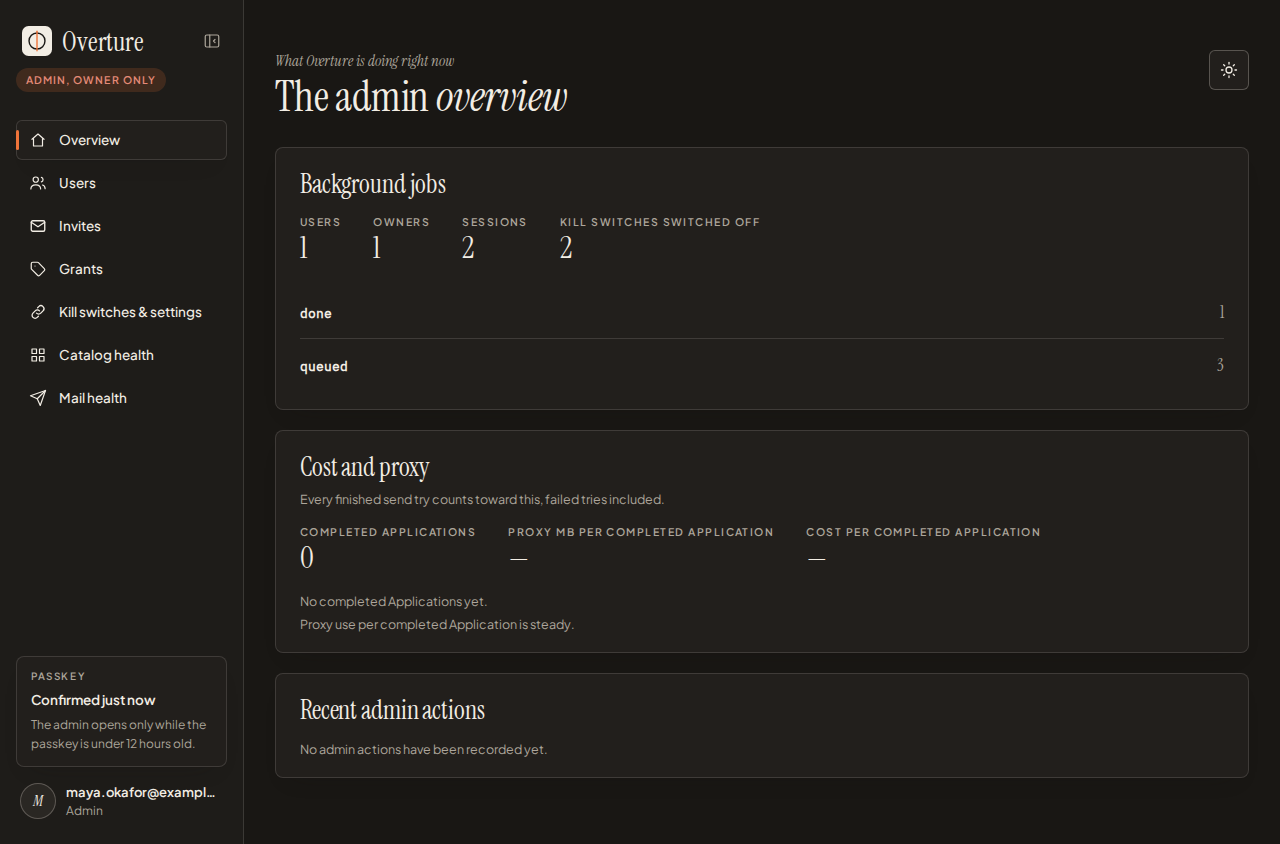 Overture
ADMIN, OWNER ONLY
Overview
Users
Invites
Grants
Kill switches & settings
Catalog health
Mail health
PASSKEY
Confirmed just now
The admin opens only while the
passkey is under 12 hours old.
M
maya.okafor@exampl…
Admin
What Overture is doing right now
The admin overview
Background jobs
USERS OWNERS SESSIONS KILL SWITCHES SWITCHED OFF
1 1 2 2
done 1
queued 3
Cost and proxy
Every finished send try counts toward this, failed tries included.
COMPLETED APPLICATIONS PROXY MB PER COMPLETED APPLICATION COST PER COMPLETED APPLICATION
0 — —
No completed Applications yet.
Proxy use per completed Application is steady.
Recent admin actions
No admin actions have been recorded yet.